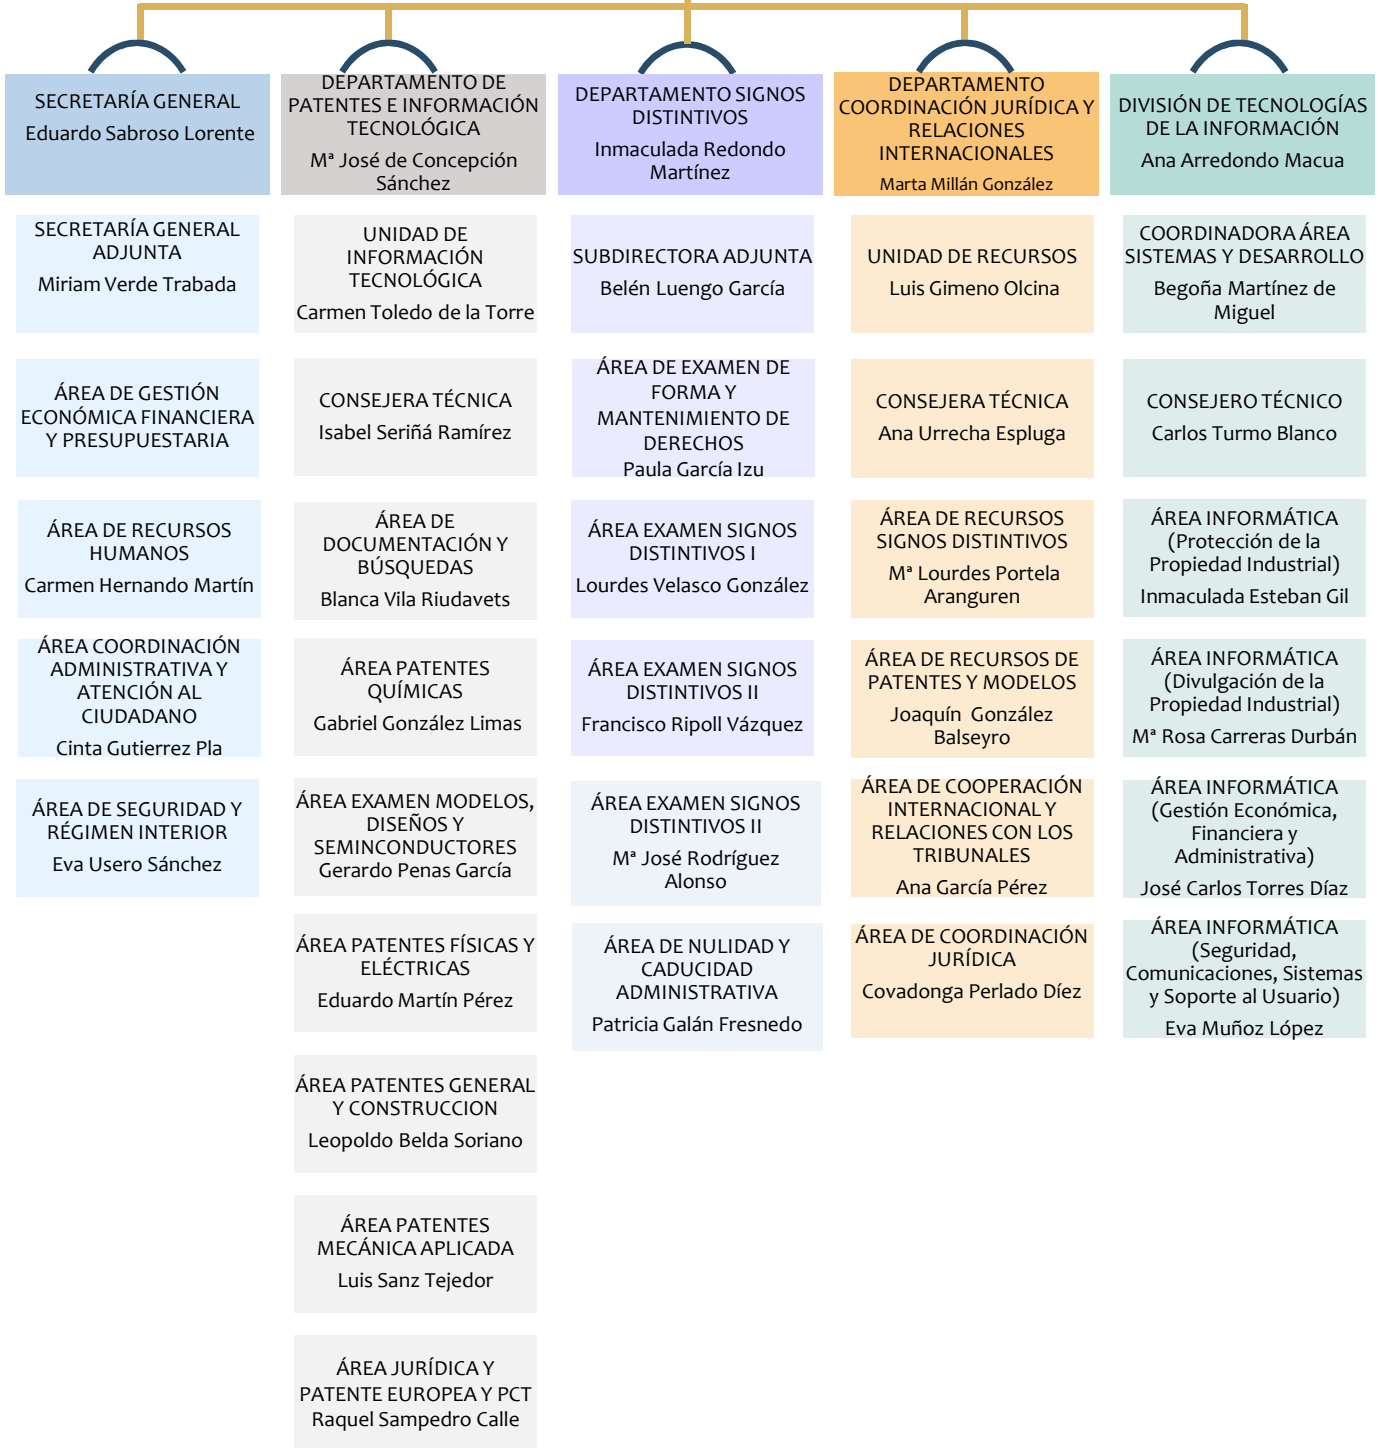 SECRETARÍA GENERAL
Eduardo Sabroso Lorente
SECRETARÍA GENERAL
ADJUNTA
Miriam Verde Trabada
ÁREA DE GESTIÓN
ECONÓMICA FINANCIERA
Y PRESUPUESTARIA
ÁREA DE RECURSOS
HUMANOS
Carmen Hernando Martín
ÁREA COORDINACIÓN
ADMINISTRATIVA Y
ATENCIÓN AL
CIUDADANO
Cinta Gutierrez Pla
ÁREA DE SEGURIDAD Y
RÉGIMEN INTERIOR
Eva Usero Sánchez
DEPARTAMENTO DE
PATENTES E INFORMACIÓN
TECNOLÓGICA
Mª José de Concepción
Sánchez
UNIDAD DE
INFORMACIÓN
TECNOLÓGICA
Carmen Toledo de la Torre
CONSEJERA TÉCNICA
Isabel Seriñá Ramírez
ÁREA DE
DOCUMENTACIÓN Y
BÚSQUEDAS
Blanca Vila Riudavets
ÁREA PATENTES
QUÍMICAS
Gabriel González Limas
ÁREA EXAMEN MODELOS,
DISEÑOS Y
SEMINCONDUCTORES
Gerardo Penas García
ÁREA PATENTES FÍSICAS Y
ELÉCTRICAS
Eduardo Martín Pérez
ÁREA PATENTES GENERAL
Y CONSTRUCCION
Leopoldo Belda Soriano
ÁREA PATENTES
MECÁNICA APLICADA
Luis Sanz Tejedor
ÁREA JURÍDICA Y
PATENTE EUROPEA Y PCT
Raquel Sampedro Calle
DEPARTAMENTO SIGNOS
DISTINTIVOS
Inmaculada Redondo
Martínez
SUBDIRECTORA ADJUNTA
Belén Luengo García
ÁREA DE EXAMEN DE
FORMA Y
MANTENIMIENTO DE
DERECHOS
Paula García Izu
ÁREA EXAMEN SIGNOS
DISTINTIVOS I
Lourdes Velasco González
ÁREA EXAMEN SIGNOS
DISTINTIVOS II
Francisco Ripoll Vázquez
ÁREA EXAMEN SIGNOS
DISTINTIVOS II
Mª José Rodríguez
Alonso
ÁREA DE NULIDAD Y
CADUCIDAD
ADMINISTRATIVA
Patricia Galán Fresnedo
DEPARTAMENTO
COORDINACIÓN JURÍDICA Y
RELACIONES
INTERNACIONALES
Marta Millán González
UNIDAD DE RECURSOS
Luis Gimeno Olcina
CONSEJERA TÉCNICA
Ana Urrecha Espluga
ÁREA DE RECURSOS
SIGNOS DISTINTIVOS
Mª Lourdes Portela
Aranguren
ÁREA DE RECURSOS DE
PATENTES Y MODELOS
Joaquín González
Balseyro
ÁREA DE COOPERACIÓN
INTERNACIONAL Y
RELACIONES CON LOS
TRIBUNALES
Ana García Pérez
ÁREA DE COORDINACIÓN
JURÍDICA
Covadonga Perlado Díez
DIVISIÓN DE TECNOLOGÍAS
DE LA INFORMACIÓN
Ana Arredondo Macua
COORDINADORA ÁREA
SISTEMAS Y DESARROLLO
Begoña Martínez de
Miguel
CONSEJERO TÉCNICO
Carlos Turmo Blanco
ÁREA INFORMÁTICA
(Protección de la
Propiedad Industrial)
Inmaculada Esteban Gil
ÁREA INFORMÁTICA
(Divulgación de la
Propiedad Industrial)
Mª Rosa Carreras Durbán
ÁREA INFORMÁTICA
(Gestión Económica,
Financiera y
Administrativa)
José Carlos Torres Díaz
ÁREA INFORMÁTICA
(Seguridad,
Comunicaciones, Sistemas
y Soporte al Usuario)
Eva Muñoz López